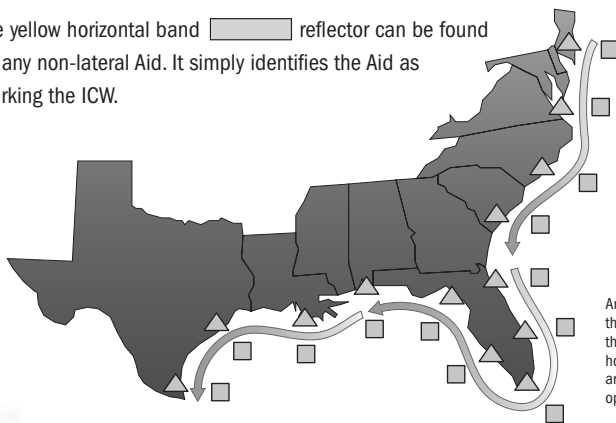 e yellow horizontal band reflector can be found
any non-lateral Aid. It simply identifies the Aid as
rking the ICW.